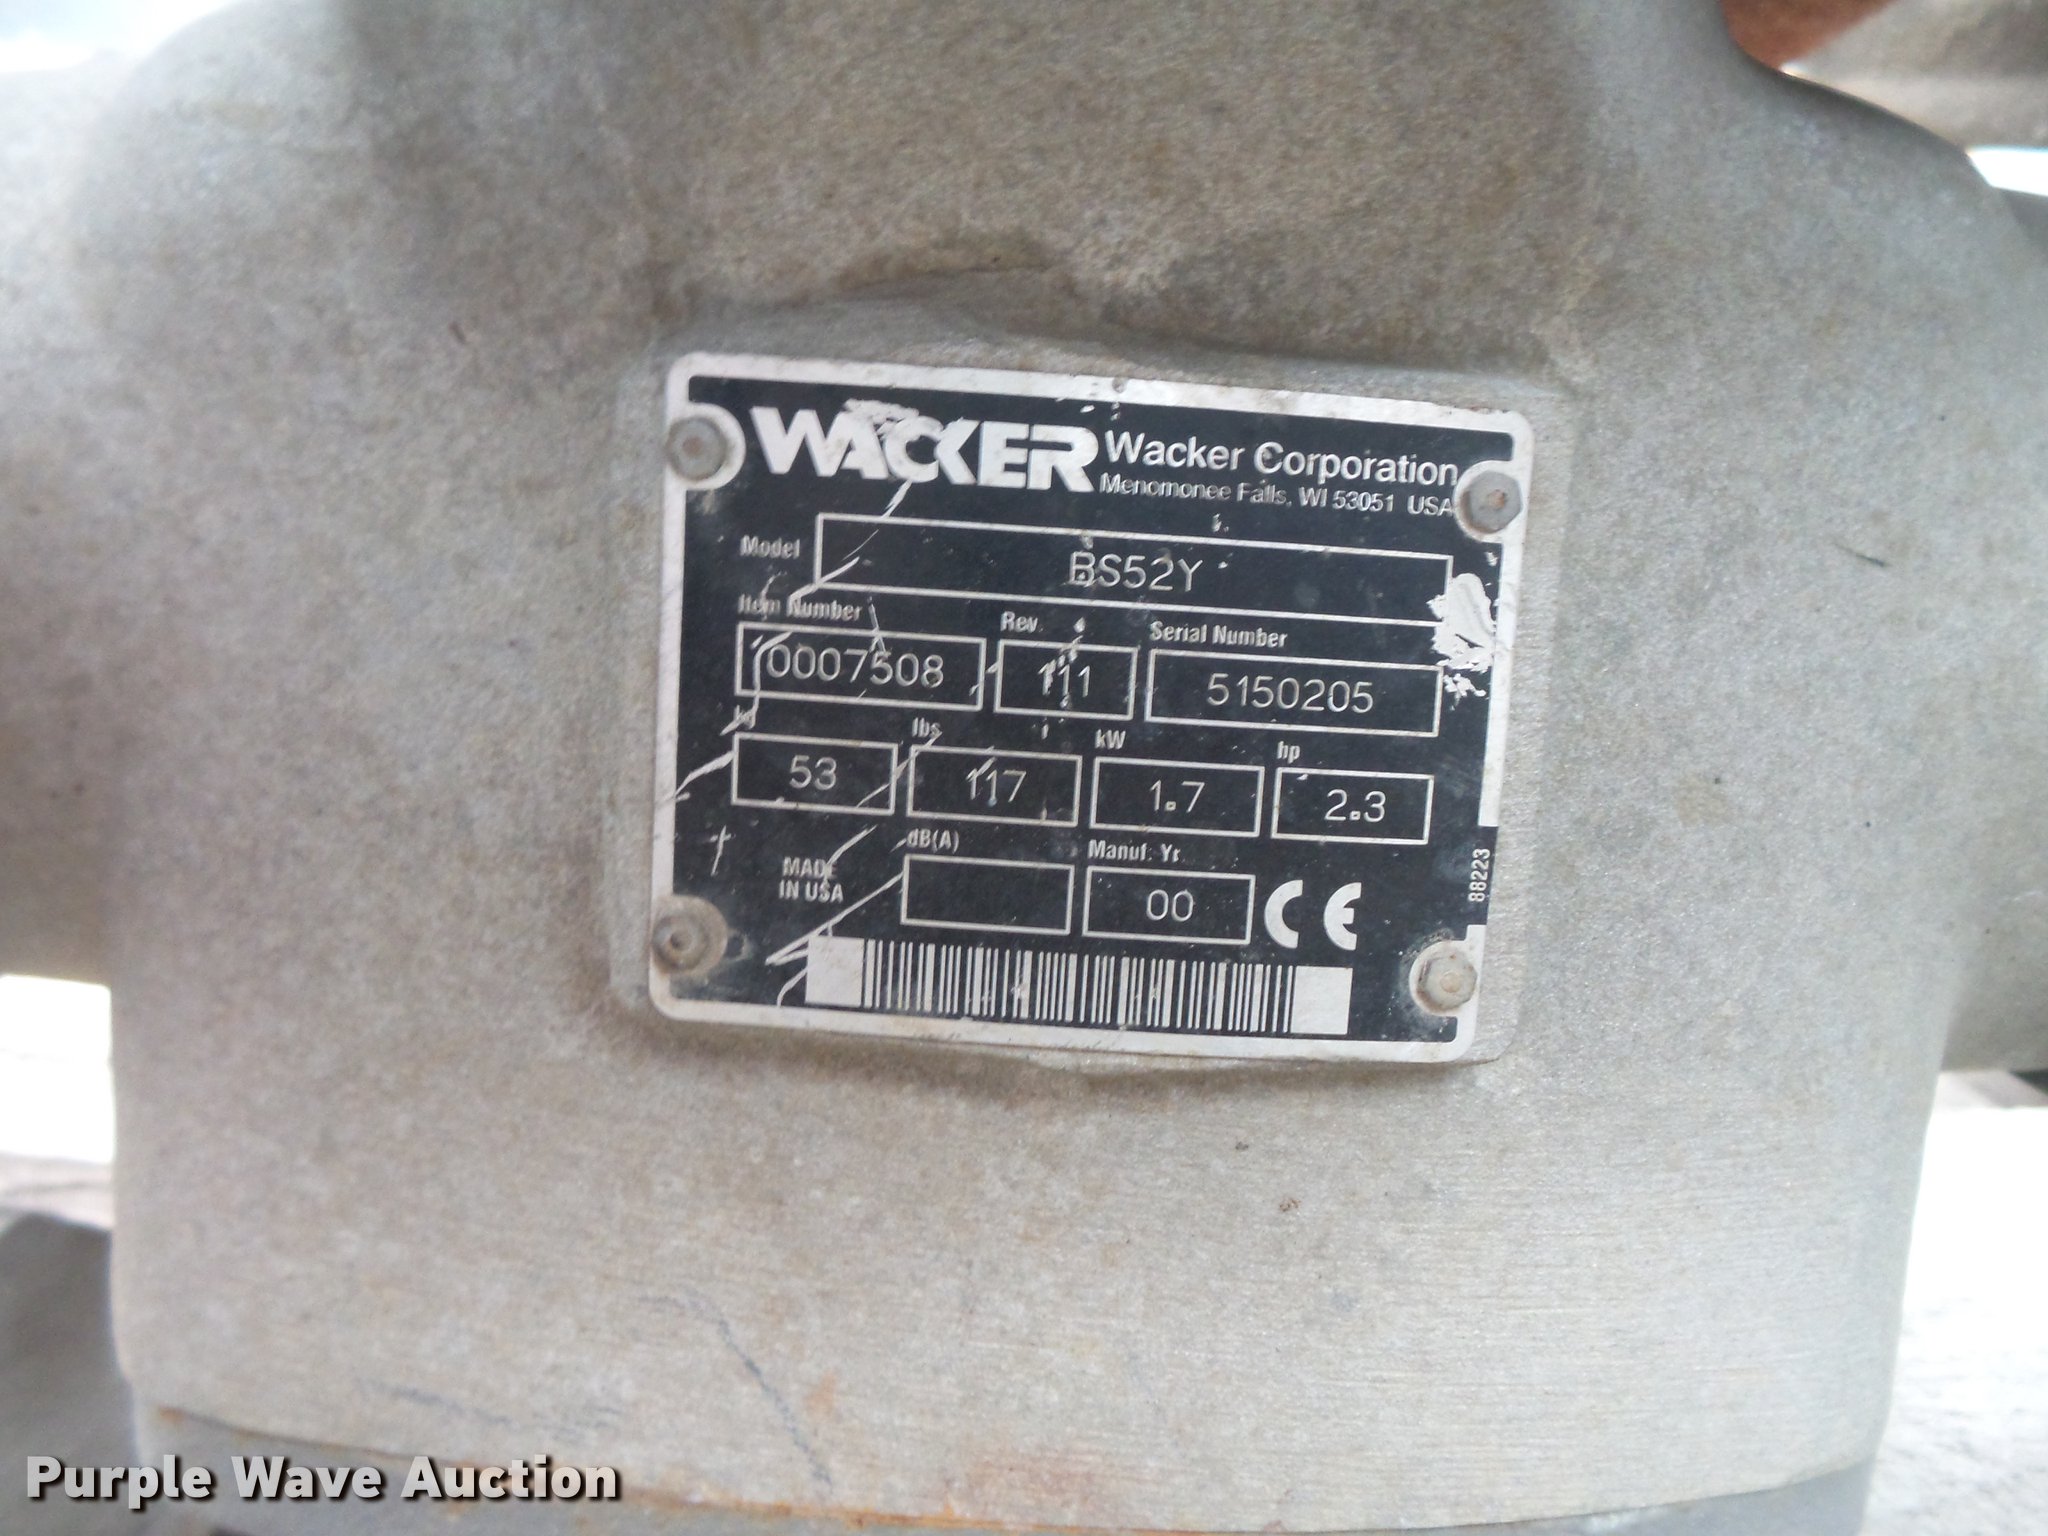 WACKER Wacker Corporation
Menomonee Falls, WI 53051 USA
Model BS52Y
Item Number Rev. Serial Number
0007508 111 5150205
kg lbs kW hp
53 117 1.7 2.3
dB(A) Manuf. Yr
MADE
IN USA
00 CE
88223
Purple Wave Auction